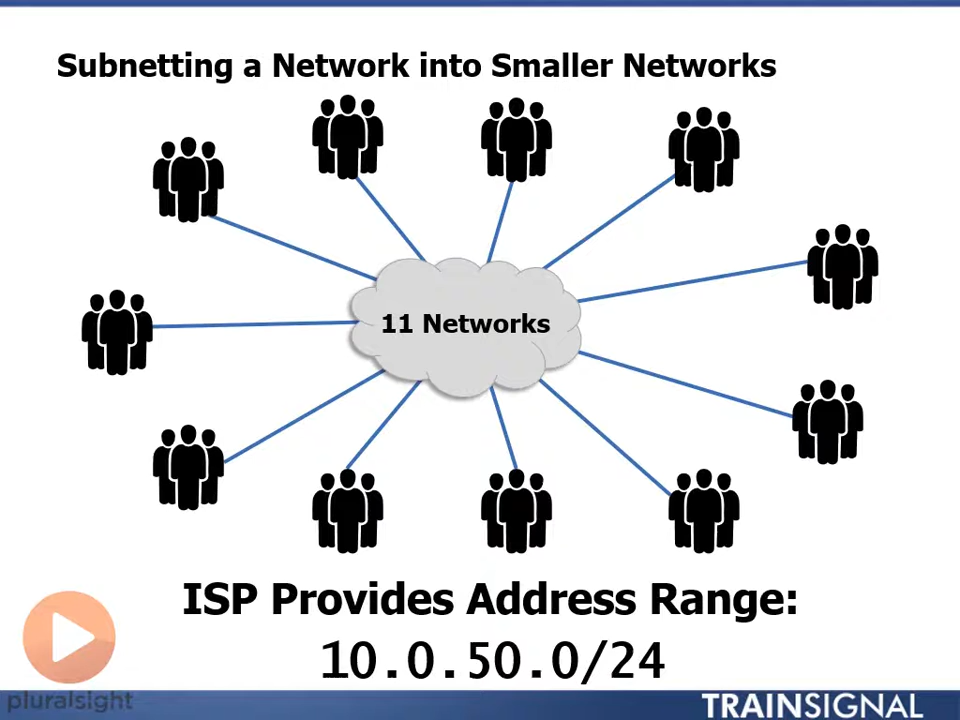 Subnetting a Network into Smaller Networks
11 Networks
ISP Provides Address Range:
10.0.50.0/24
pluralsight
TRAINSIGNAL